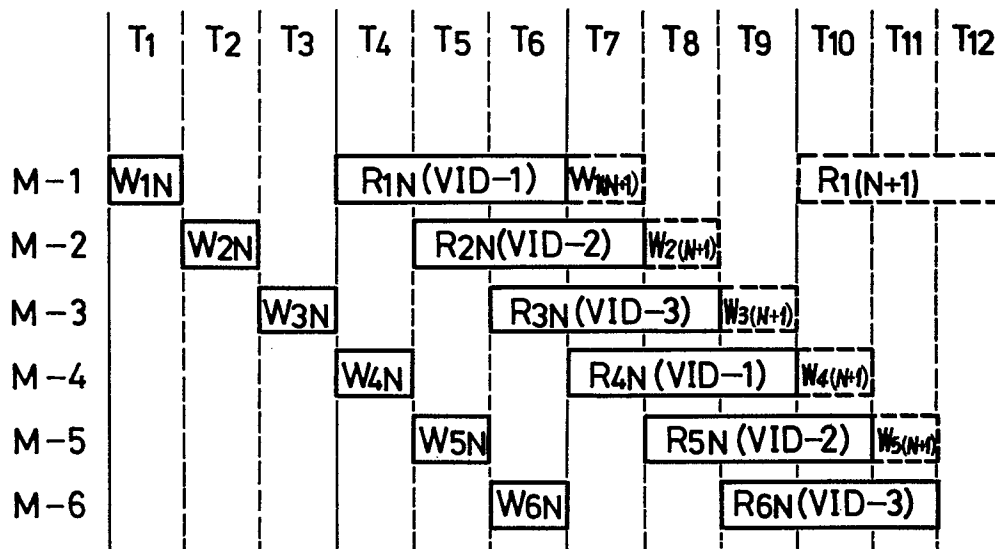 T1 T2 T3 T4 T5 T6 T7 T8 T9 T10 T11 T12
M-1 W1N R1N(VID-1) W1(N+1) R1(N+1)
M-2 W2N R2N(VID-2) W2(N+1)
M-3 W3N R3N(VID-3) W3(N+1)
M-4 W4N R4N(VID-1) W4(N+1)
M-5 W5N R5N(VID-2) W5(N+1)
M-6 W6N R6N(VID-3)